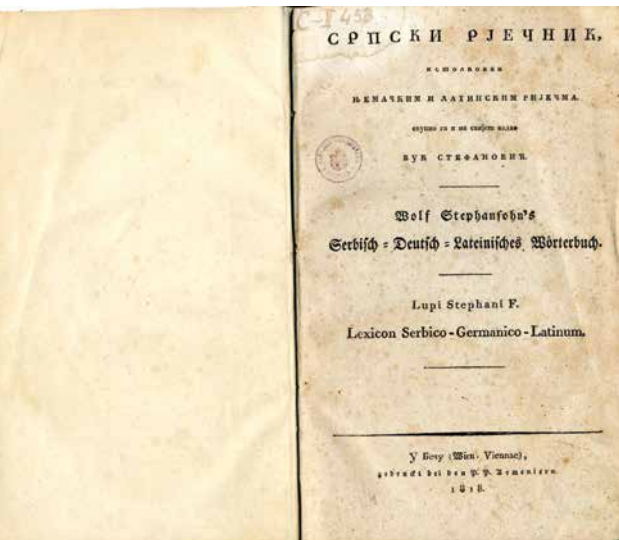 C-I 453
СРПСКИ РЈЕЧНИК,
ИСТОЛКОВАН
ЊЕМАЧКИМ И ЛАТИНСКИМ РИЈЕЧМА.
скупио га и на свијет издао
ВУК СТЕФАНОВИЋ.
Wolf Stephansohn's
Serbisch = Deutsch = Lateinisches Wörterbuch.
Lupi Stephani F.
Lexicon Serbico-Germanico-Latinum.
У Бечу (Wien, Viennae),
gedruckt bei den P. P. Armeniern.
1818.